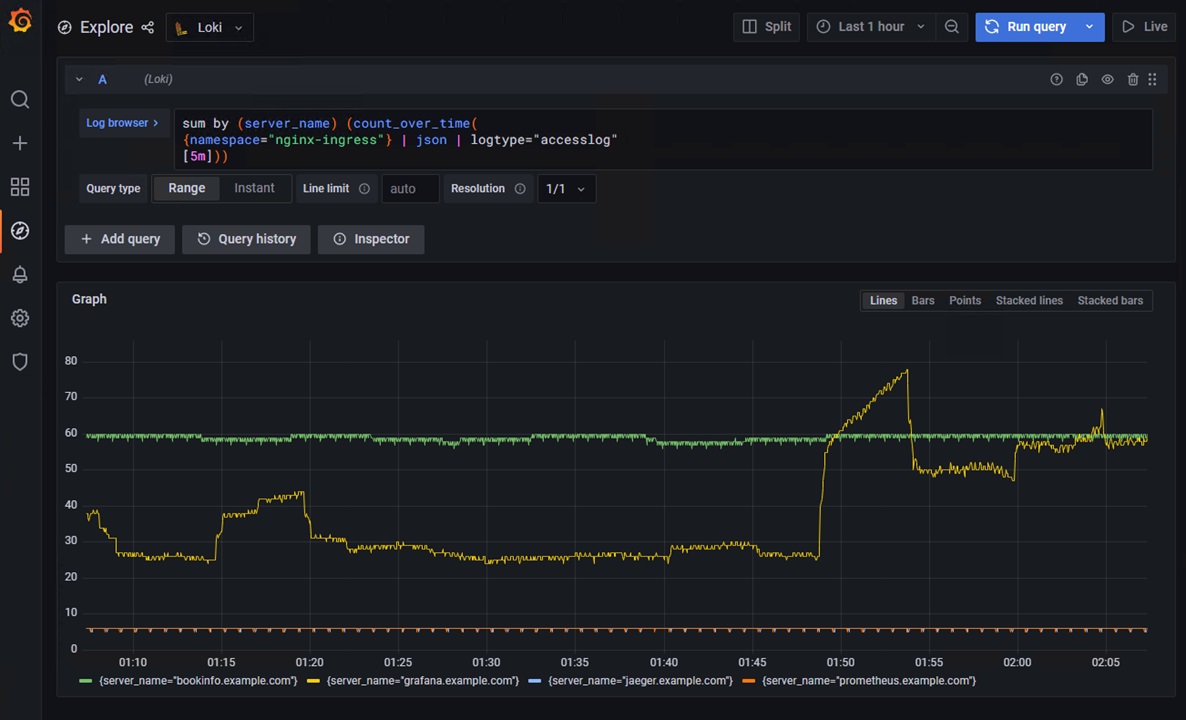 Explore Loki Split Last 1 hour Run query Live
A (Loki)
Log browser > sum by (server_name) (count_over_time(
{namespace="nginx-ingress"} | json | logtype="accesslog"
[5m]))
Query type Range Instant Line limit auto Resolution 1/1
+ Add query Query history Inspector
Graph Lines Bars Points Stacked lines Stacked bars
80
70
60
50
40
30
20
10
0
01:10 01:15 01:20 01:25 01:30 01:35 01:40 01:45 01:50 01:55 02:00 02:05
{server_name="bookinfo.example.com"} {server_name="grafana.example.com"} {server_name="jaeger.example.com"} {server_name="prometheus.example.com"}